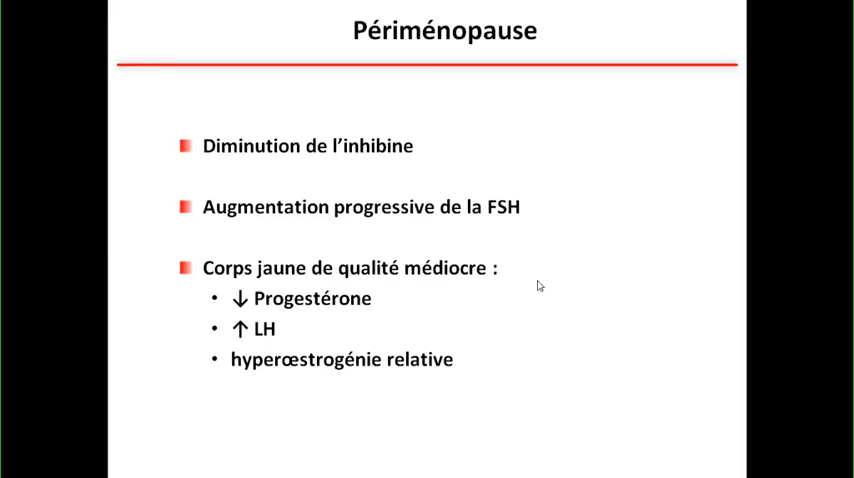 Périménopause
Diminution de l’inhibine
Augmentation progressive de la FSH
Corps jaune de qualité médiocre :
• ↓ Progestérone
• ↑ LH
• hyperœstrogénie relative